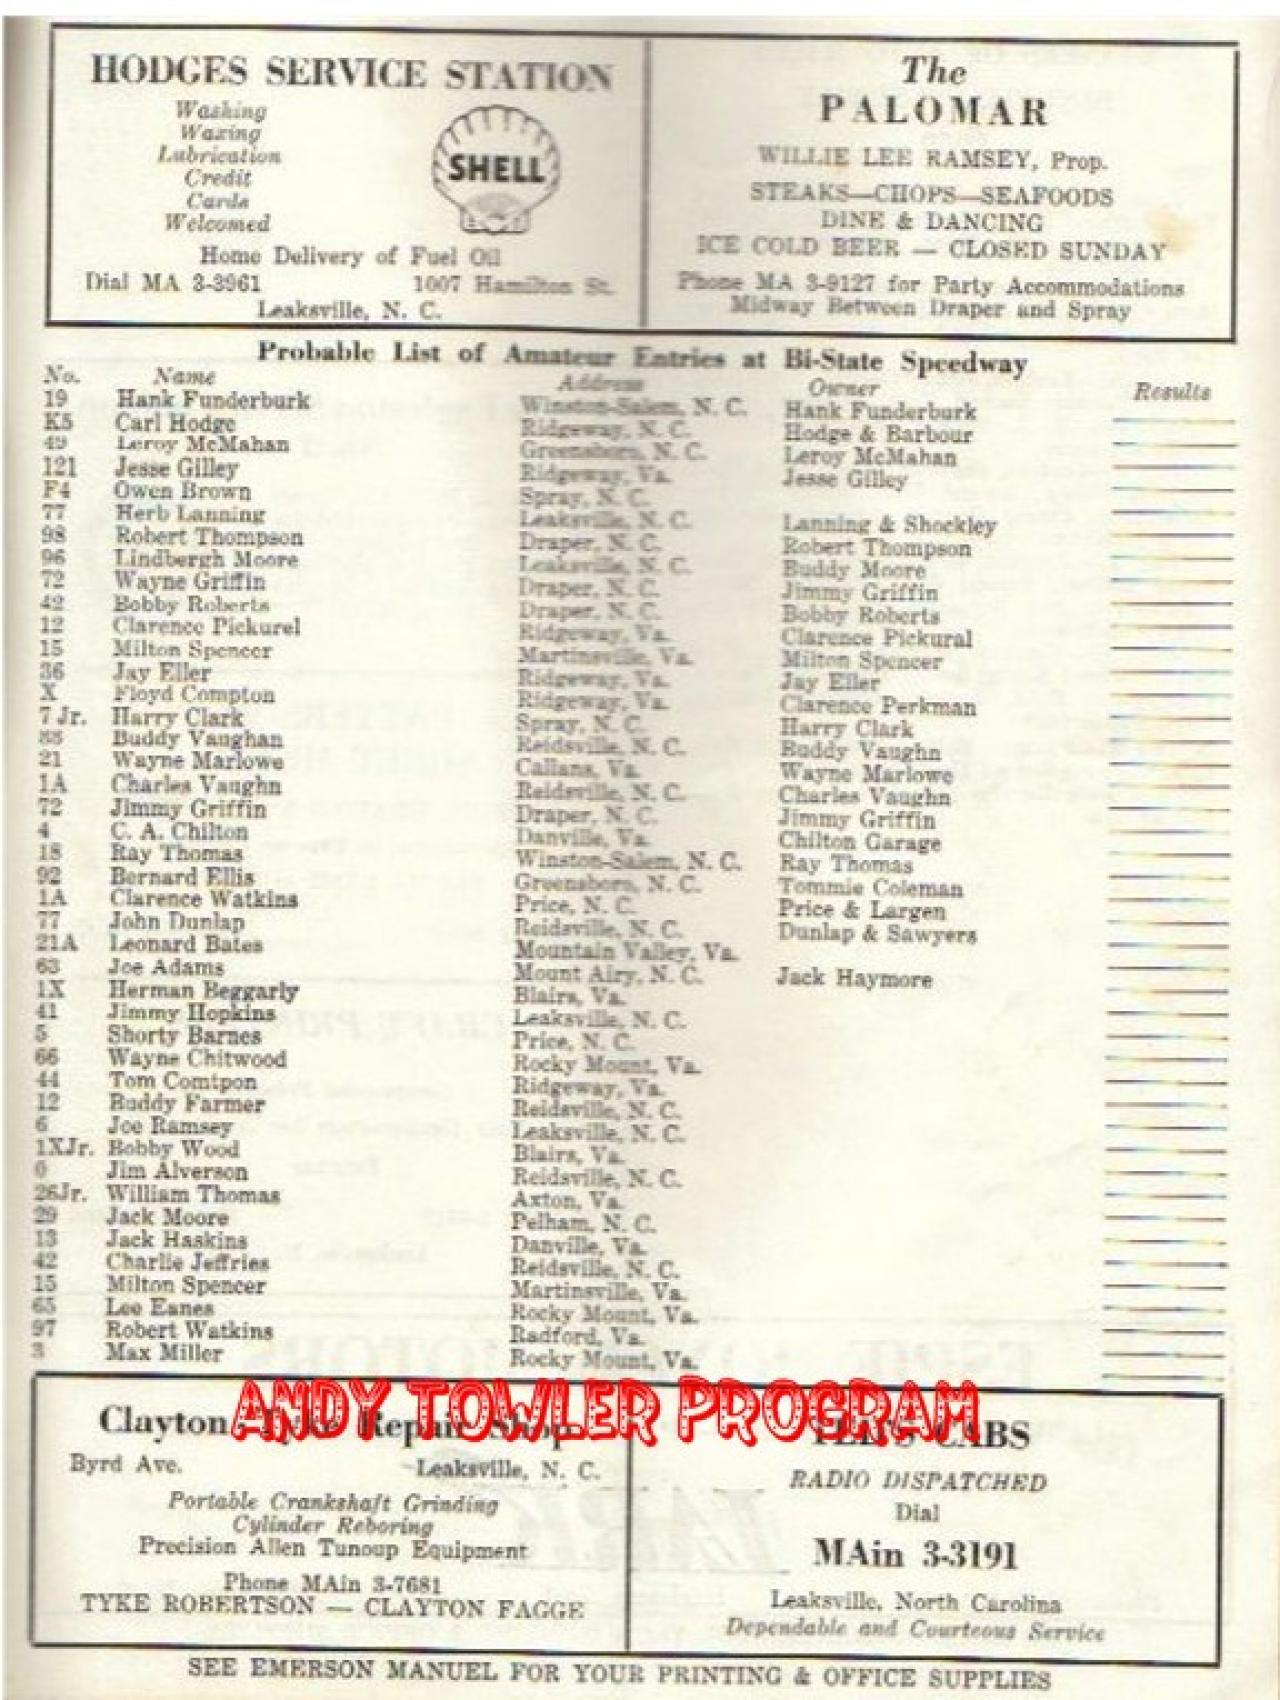 HODGES SERVICE STATION
Washing
Waxing
Lubrication
Credit
Cards
Welcomed
SHELL
Home Delivery of Fuel Oil
Dial MA 3-3961 1007 Hamilton St.
Leaksville, N. C.
The
PALOMAR
WILLIE LEE RAMSEY, Prop.
STEAKS—CHOPS—SEAFOODS
DINE & DANCING
ICE COLD BEER — CLOSED SUNDAY
Phone MA 3-9127 for Party Accommodations
Midway Between Draper and Spray
Probable List of Amateur Entries at Bi-State Speedway
No. Name Address Owner Results
19 Hank Funderburk Winston-Salem, N. C. Hank Funderburk
K5 Carl Hodge Ridgeway, N. C. Hodge & Barbour
49 Leroy McMahan Greensboro, N. C. Leroy McMahan
121 Jesse Gilley Ridgeway, Va. Jesse Gilley
F4 Owen Brown Spray, N. C.
77 Herb Lanning Leaksville, N. C. Lanning & Shockley
98 Robert Thompson Draper, N. C. Robert Thompson
96 Lindbergh Moore Leaksville, N. C. Buddy Moore
72 Wayne Griffin Draper, N. C. Jimmy Griffin
42 Bobby Roberts Draper, N. C. Bobby Roberts
12 Clarence Pickurel Ridgeway, Va. Clarence Pickural
15 Milton Spencer Martinsville, Va. Milton Spencer
36 Jay Eller Ridgeway, Va. Jay Eller
X Floyd Compton Ridgeway, Va. Clarence Perkman
7 Jr. Harry Clark Spray, N. C. Harry Clark
88 Buddy Vaughan Reidsville, N. C. Buddy Vaughn
21 Wayne Marlowe Callans, Va. Wayne Marlowe
1A Charles Vaughn Reidsville, N. C. Charles Vaughn
72 Jimmy Griffin Draper, N. C. Jimmy Griffin
4 C. A. Chilton Danville, Va. Chilton Garage
18 Ray Thomas Winston-Salem, N. C. Ray Thomas
92 Bernard Ellis Greensboro, N. C. Tommie Coleman
1A Clarence Watkins Price, N. C. Price & Largen
77 John Dunlap Reidsville, N. C. Dunlap & Sawyers
21A Leonard Bates Mountain Valley, Va.
63 Joe Adams Mount Airy, N. C. Jack Haymore
1X Herman Beggarly Blairs, Va.
41 Jimmy Hopkins Leaksville, N. C.
5 Shorty Barnes Price, N. C.
66 Wayne Chitwood Rocky Mount, Va.
44 Tom Comtpon Ridgeway, Va.
12 Buddy Farmer Reidsville, N. C.
6 Joe Ramsey Leaksville, N. C.
1XJr. Bobby Wood Blairs, Va.
0 Jim Alverson Reidsville, N. C.
26Jr. William Thomas Axton, Va.
29 Jack Moore Pelham, N. C.
13 Jack Haskins Danville, Va.
42 Charlie Jeffries Reidsville, N. C.
15 Milton Spencer Martinsville, Va.
65 Lee Eanes Rocky Mount, Va.
97 Robert Watkins Radford, Va.
3 Max Miller Rocky Mount, Va.
ANDY TOWLER PROGRAM
Clayton-Tyke Repair Shop
Byrd Ave. Leaksville, N. C.
Portable Crankshaft Grinding
Cylinder Reboring
Precision Allen Tunoup Equipment
Phone MAin 3-7681
TYKE ROBERTSON — CLAYTON FAGGE
CABS
RADIO DISPATCHED
Dial
MAin 3-3191
Leaksville, North Carolina
Dependable and Courteous Service
SEE EMERSON MANUEL FOR YOUR PRINTING & OFFICE SUPPLIES